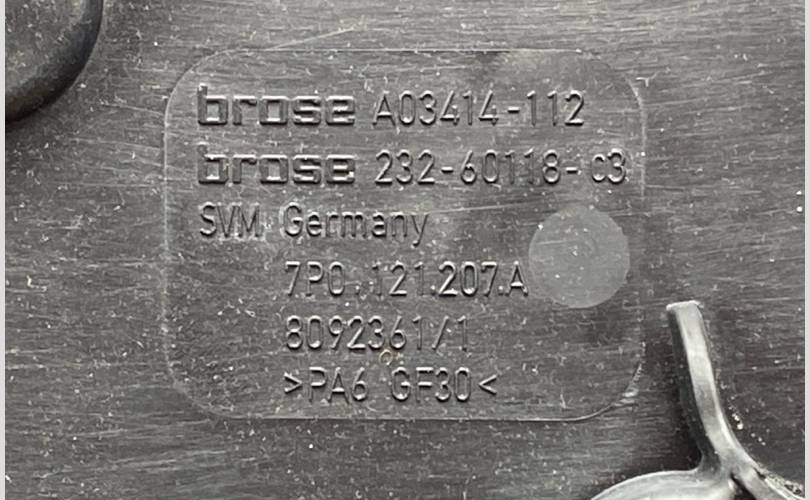 brose A03414-112
brose 232-60118-c3
SVM Germany
7P0.121.207.A
8092361/1
>PA6 GF30<